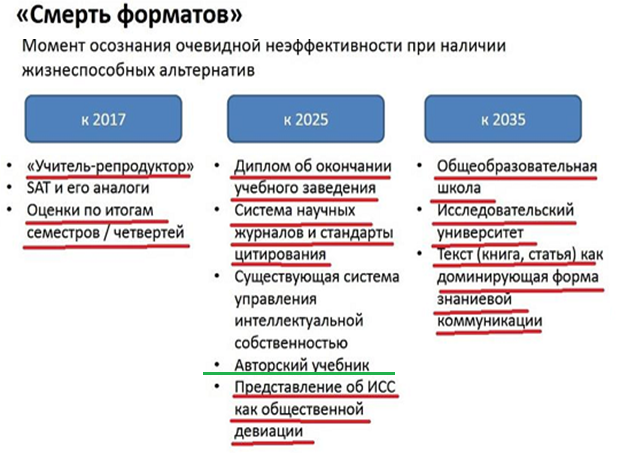 «Смерть форматов»
Момент осознания очевидной неэффективности при наличии
жизнеспособных альтернатив
к 2017
• «Учитель-репродуктор»
• SAT и его аналоги
• Оценки по итогам
семестров / четвертей
к 2025
• Диплом об окончании
учебного заведения
• Система научных
журналов и стандарты
цитирования
• Существующая система
управления
интеллектуальной
собственностью
• Авторский учебник
• Представление об ИСС
как общественной
девиации
к 2035
• Общеобразовательная
школа
• Исследовательский
университет
• Текст (книга, статья) как
доминирующая форма
знаниевой
коммуникации